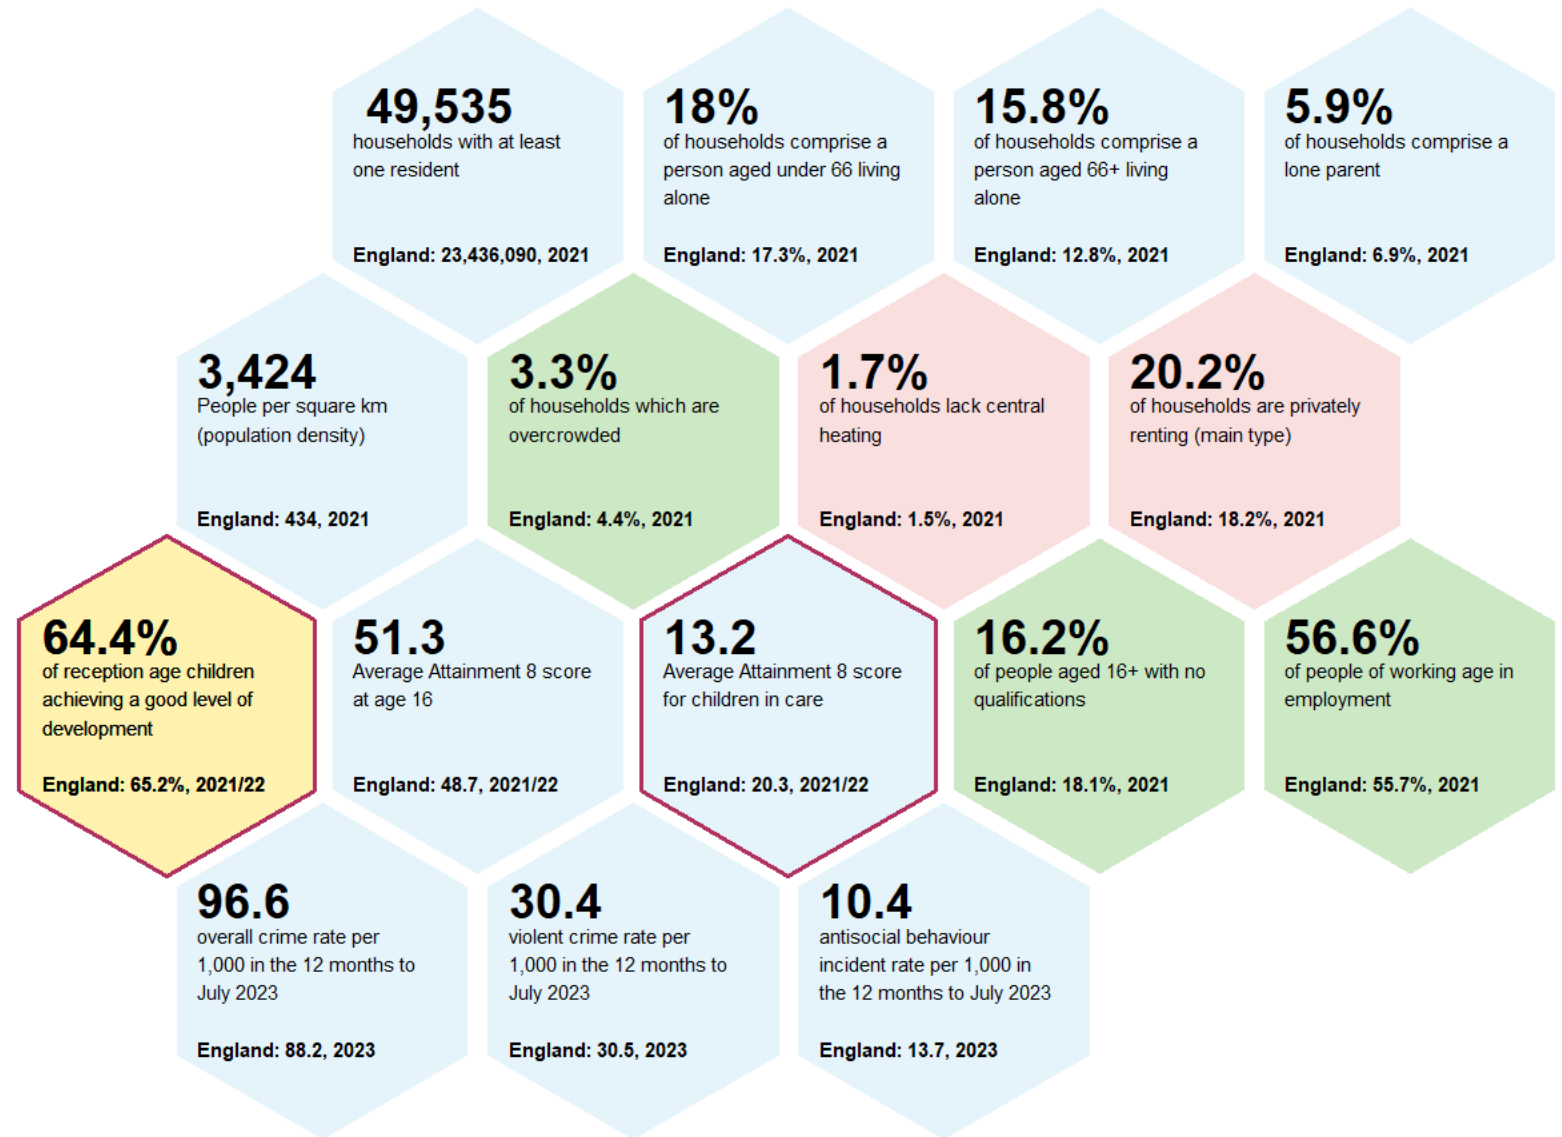 49,535
households with at least
one resident
England: 23,436,090, 2021
18%
of households comprise a
person aged under 66 living
alone
England: 17.3%, 2021
15.8%
of households comprise a
person aged 66+ living
alone
England: 12.8%, 2021
5.9%
of households comprise a
lone parent
England: 6.9%, 2021
3,424
People per square km
(population density)
England: 434, 2021
3.3%
of households which are
overcrowded
England: 4.4%, 2021
1.7%
of households lack central
heating
England: 1.5%, 2021
20.2%
of households are privately
renting (main type)
England: 18.2%, 2021
64.4%
of reception age children
achieving a good level of
development
England: 65.2%, 2021/22
51.3
Average Attainment 8 score
at age 16
England: 48.7, 2021/22
13.2
Average Attainment 8 score
for children in care
England: 20.3, 2021/22
16.2%
of people aged 16+ with no
qualifications
England: 18.1%, 2021
56.6%
of people of working age in
employment
England: 55.7%, 2021
96.6
overall crime rate per
1,000 in the 12 months to
July 2023
England: 88.2, 2023
30.4
violent crime rate per
1,000 in the 12 months to
July 2023
England: 30.5, 2023
10.4
antisocial behaviour
incident rate per 1,000 in
the 12 months to July 2023
England: 13.7, 2023